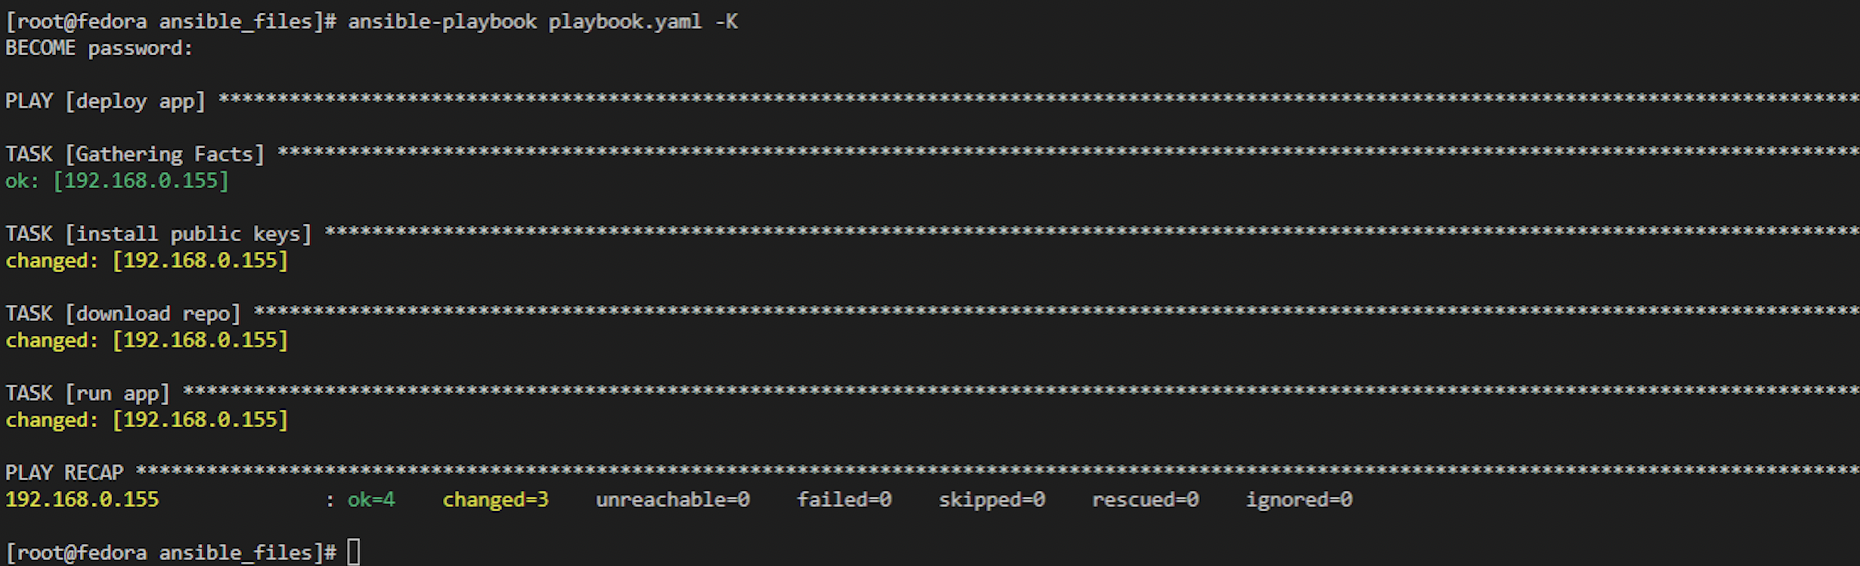 [root@fedora ansible_files]# ansible-playbook playbook.yaml -K
BECOME password:
PLAY [deploy app] ******************************************************************************************************************************************
TASK [Gathering Facts] *************************************************************************************************************************************
ok: [192.168.0.155]
TASK [install public keys] *********************************************************************************************************************************
changed: [192.168.0.155]
TASK [download repo] ***************************************************************************************************************************************
changed: [192.168.0.155]
TASK [run app] *********************************************************************************************************************************************
changed: [192.168.0.155]
PLAY RECAP *************************************************************************************************************************************************
192.168.0.155              : ok=4    changed=3    unreachable=0    failed=0    skipped=0    rescued=0    ignored=0
[root@fedora ansible_files]#